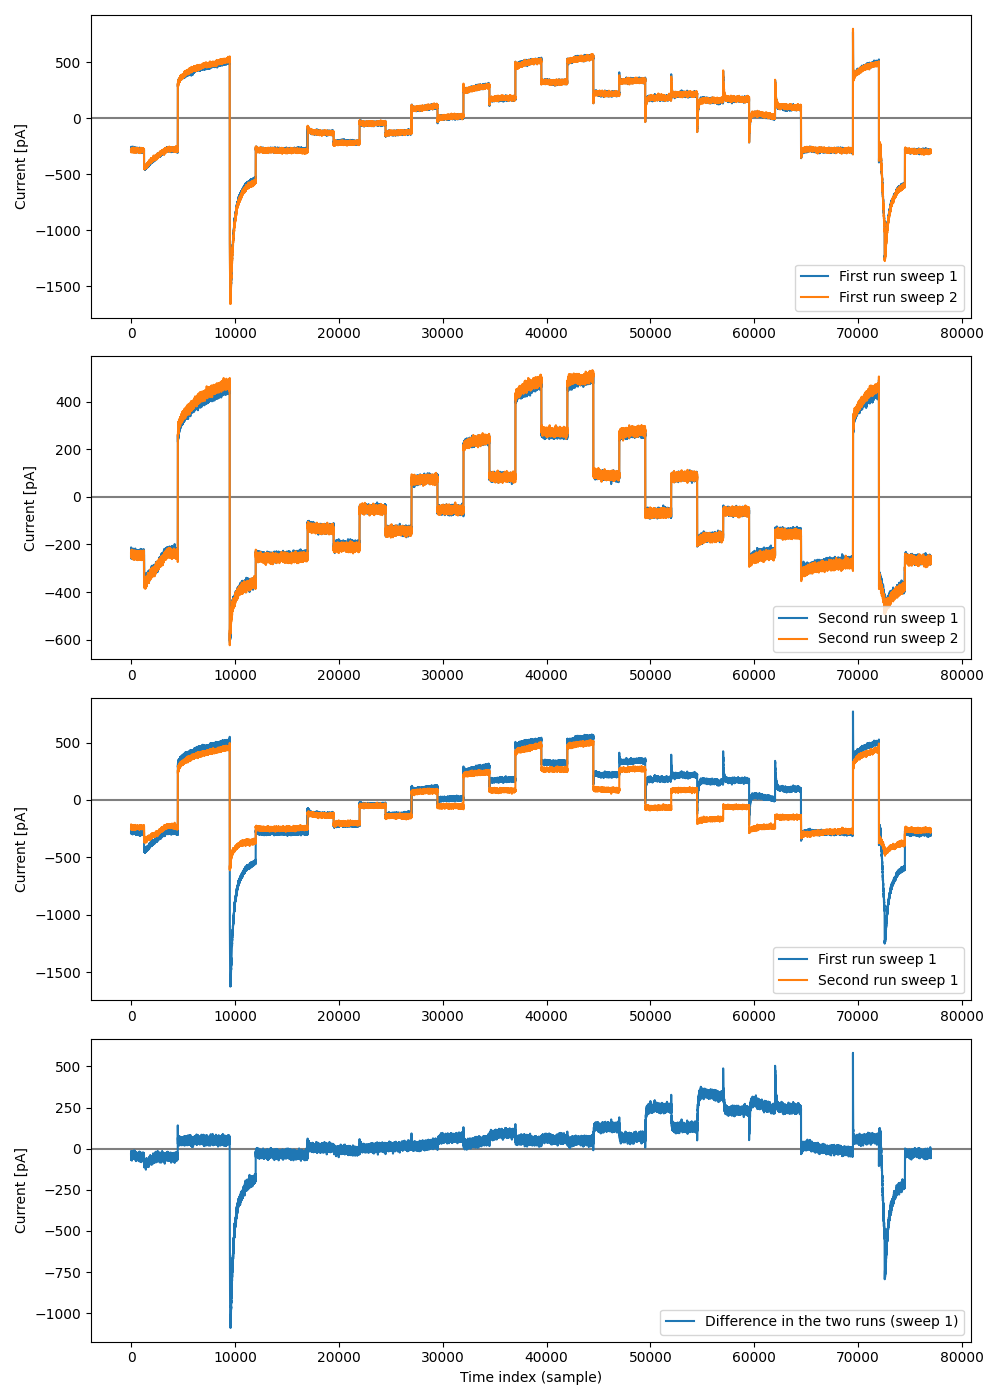 Current [pA]
500
0
−500
−1000
−1500
First run sweep 1
First run sweep 2
0 10000 20000 30000 40000 50000 60000 70000 80000
Current [pA]
400
200
0
−200
−400
−600
Second run sweep 1
Second run sweep 2
0 10000 20000 30000 40000 50000 60000 70000 80000
Current [pA]
500
0
−500
−1000
−1500
First run sweep 1
Second run sweep 1
0 10000 20000 30000 40000 50000 60000 70000 80000
Current [pA]
500
250
0
−250
−500
−750
−1000
Difference in the two runs (sweep 1)
0 10000 20000 30000 40000 50000 60000 70000 80000
Time index (sample)